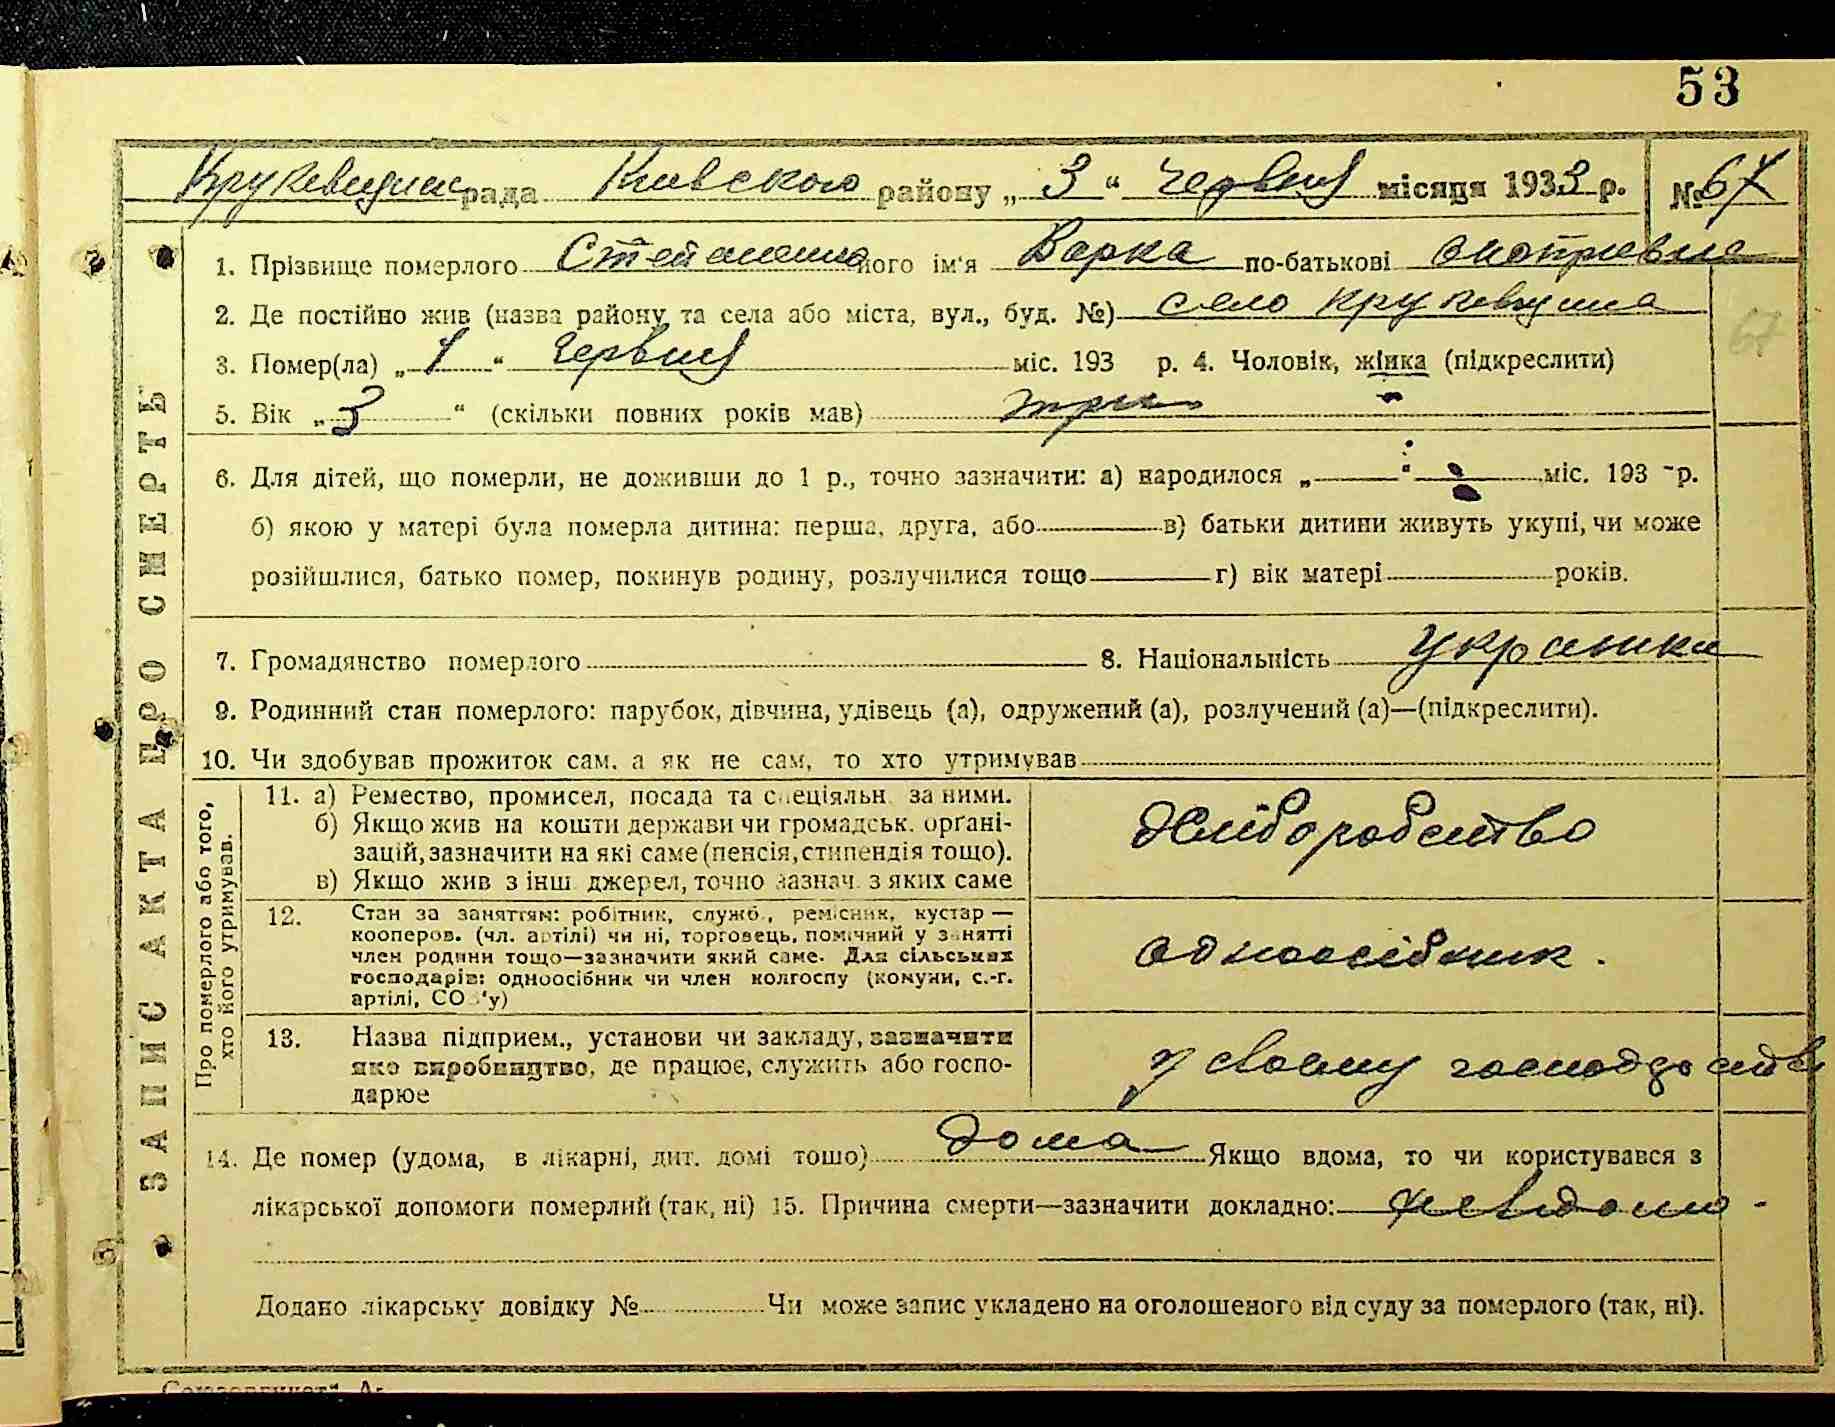 53
рада Київского району „3“ червня місяця 1933 р. № 67
1. Прізвище померлого Степаненко його ім'я Варка по-батькові
2. Де постійно жив (назва району та села або міста, вул., буд. №) село
67
3. Помер(ла) „1“ червня міс. 193 р. 4. Чоловік, жінка (підкреслити)
5. Вік „3“ (скільки повних років мав) три
6. Для дітей, що померли, не доживши до 1 р., точно зазначити: а) народилося „—“ — міс. 193 - р.
б) якою у матері була померла дитина: перша, друга, або — в) батьки дитини живуть укупі, чи може
розійшлися, батько помер, покинув родину, розлучилися тощо — г) вік матері — років.
7. Громадянство померлого 8. Національність українка
9. Родинний стан померлого: парубок, дівчина, удівець (а), одружений (а), розлучений (а)—(підкреслити).
10. Чи здобував прожиток сам, а як не сам, то хто утримував
ЗАПИС АКТА ПРО СМЕРТЬ
Про померлого або того, хто його утримував.
11. а) Ремество, промисел, посада та спеціяльн. за ними.
б) Якщо жив на кошти держави чи громадськ. орґані-
зацій, зазначити на які саме (пенсія, стипендія тощо).
в) Якщо жив з інш. джерел, точно зазнач. з яких саме
Хліборобство
12. Стан за заняттям: робітник, служб., ремісник, кустар —
кооперов. (чл. артілі) чи ні, торговець, помічний у занятті
член родини тощо—зазначити який саме. Для сільських
господарів: одноосібник чи член колгоспу (комуни, с.-г.
артілі, СОЗ'у)
одноосібник.
13. Назва підприєм., установи чи закладу, зазначити
яке виробництво, де працює, служить або госпо-
дарює
у своему
14. Де помер (удома, в лікарні, дит. домі тощо) дома Якщо вдома, то чи користувався з
лікарської допомоги померлий (так, ні) 15. Причина смерти—зазначити докладно: невідомо -
Додано лікарську довідку № Чи може запис укладено на оголошеного від суду за померлого (так, ні).